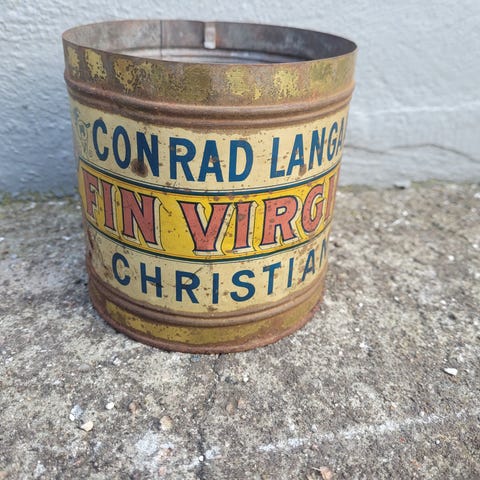 CONRAD LANGA
FIN VIRGI
CHRISTIAN